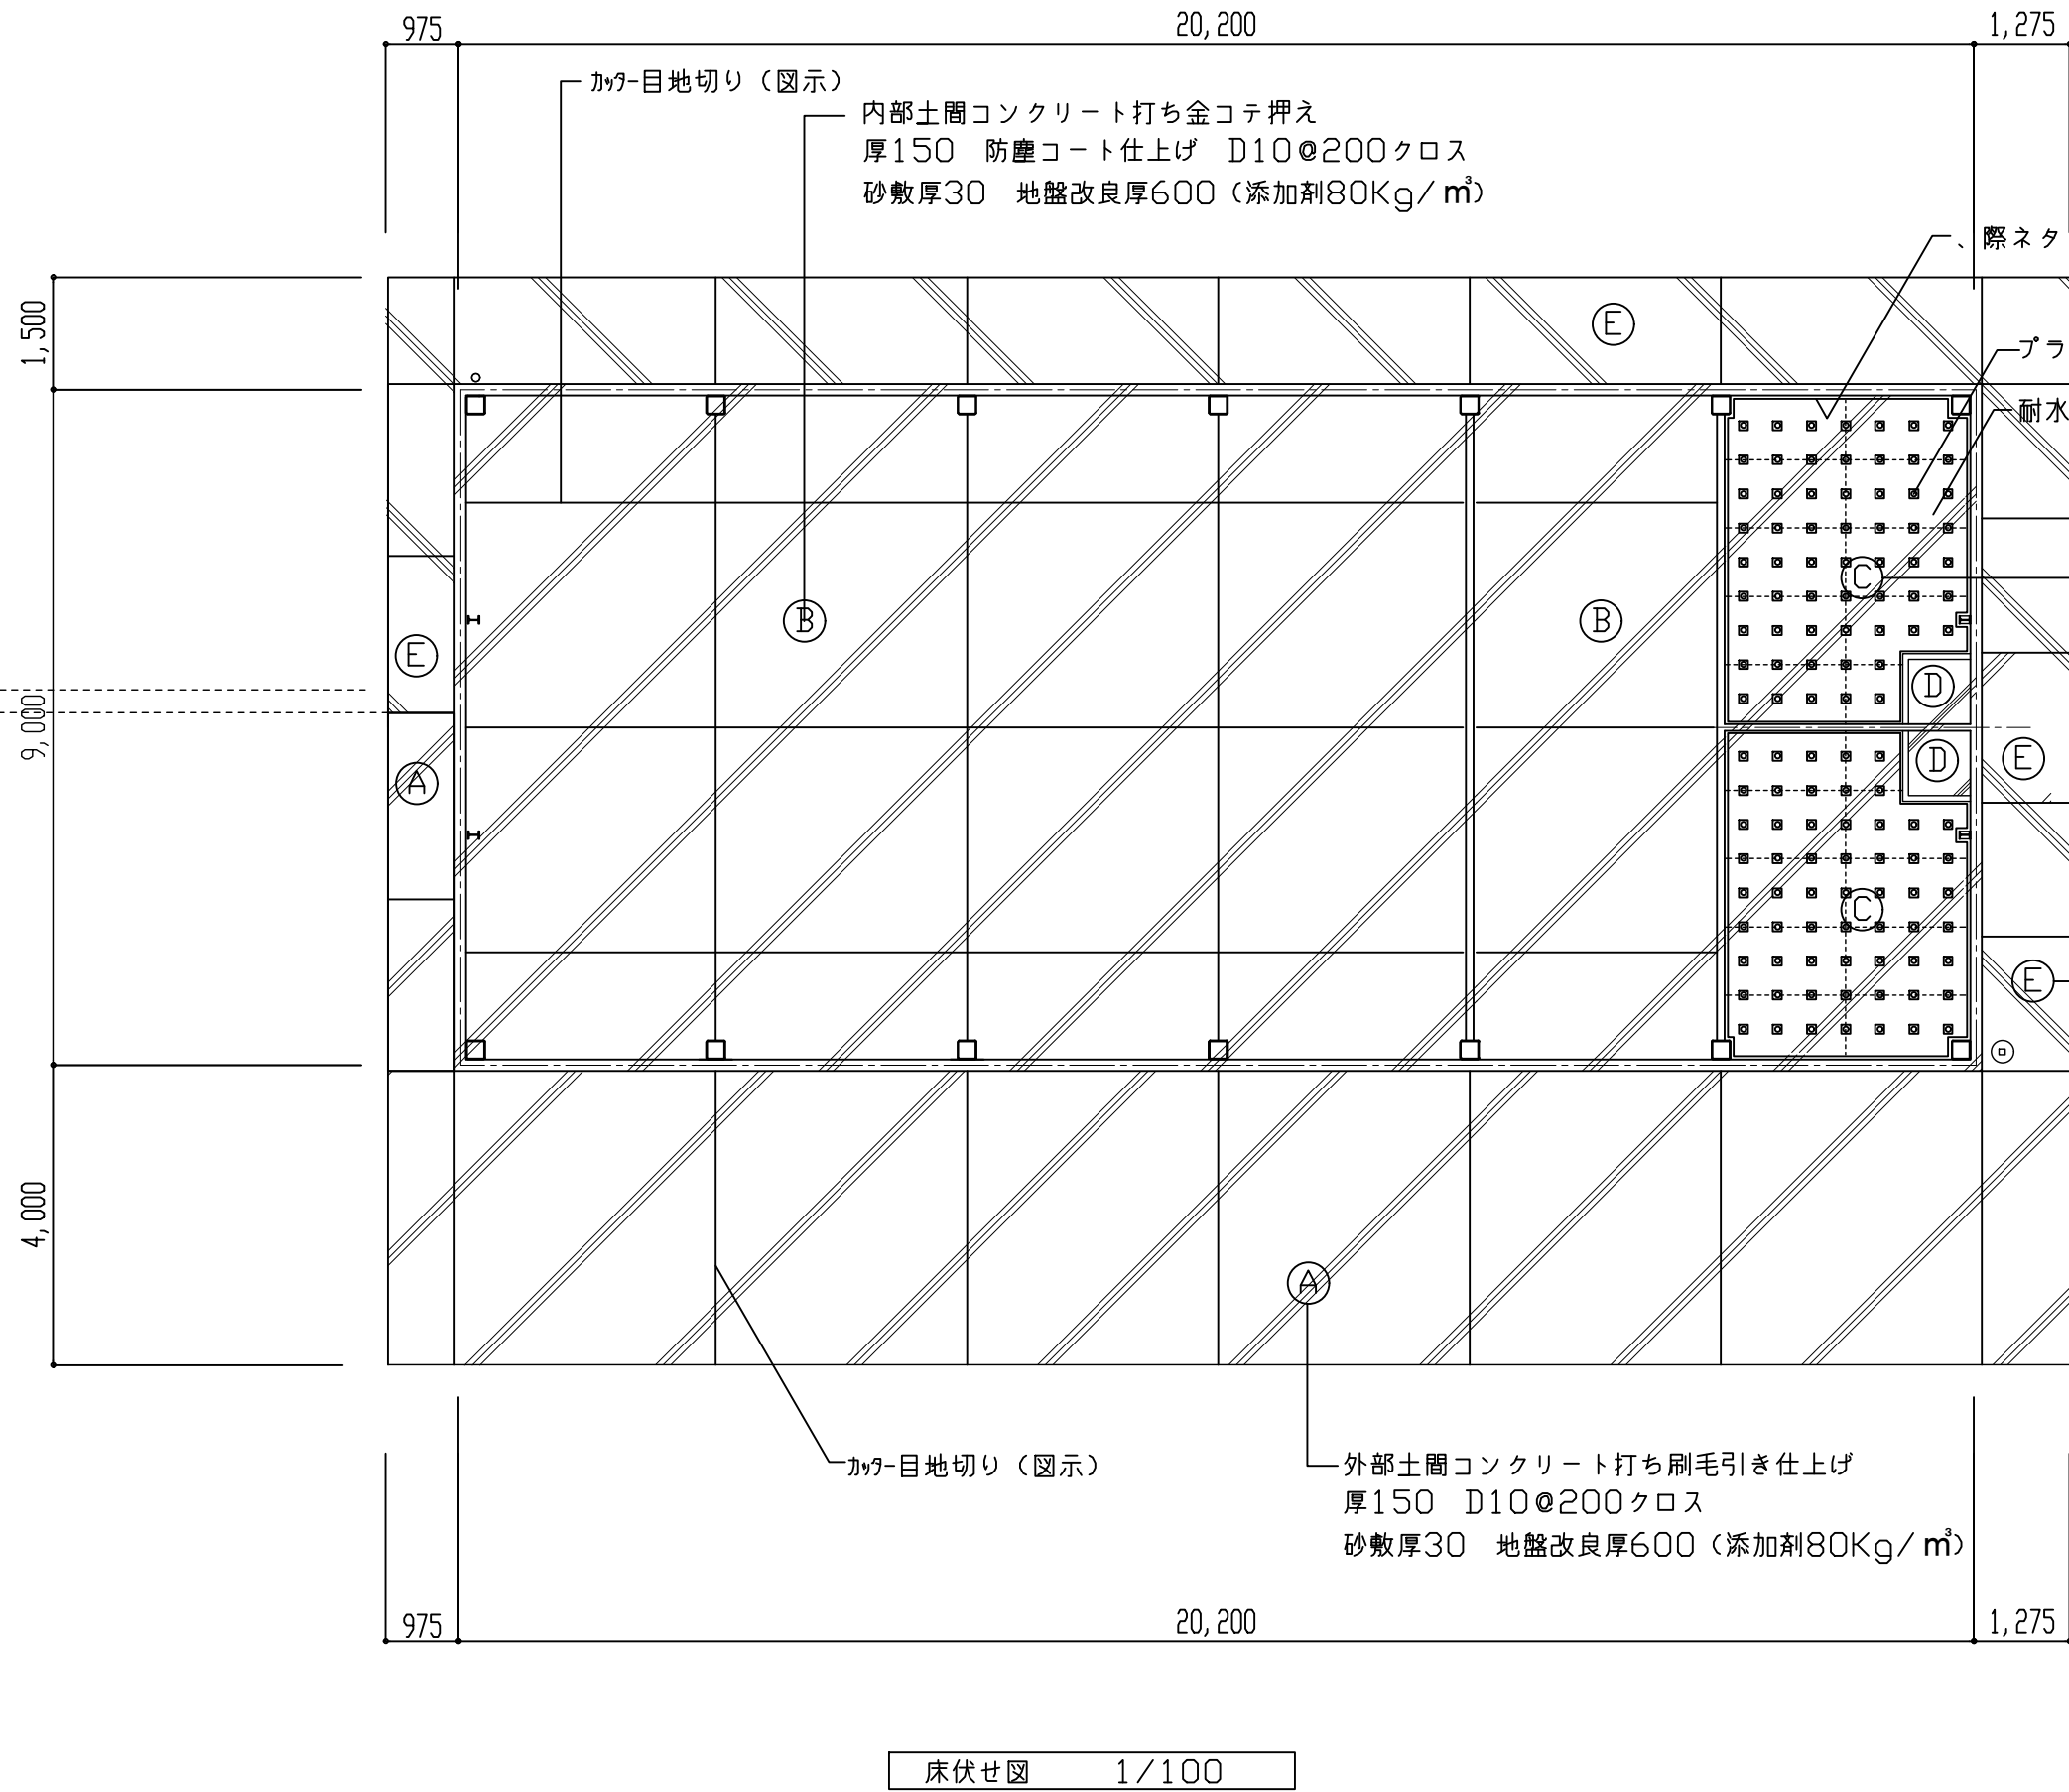 975
20,200
1,275
ｶｯﾀｰ目地切り（図示）
内部土間コンクリート打ち金コテ押え
厚150　防塵コート仕上げ　D10@200クロス
砂敷厚30　地盤改良厚600（添加剤80Kg/㎥）
、際ネタ
1,500
E
プラ
耐水
C
B
B
E
D
9,000
D
E
A
C
E
4,000
A
ｶｯﾀｰ目地切り（図示）
外部土間コンクリート打ち刷毛引き仕上げ
厚150　D10@200クロス
砂敷厚30　地盤改良厚600（添加剤80Kg/㎥）
975
20,200
1,275
床伏せ図　1/100